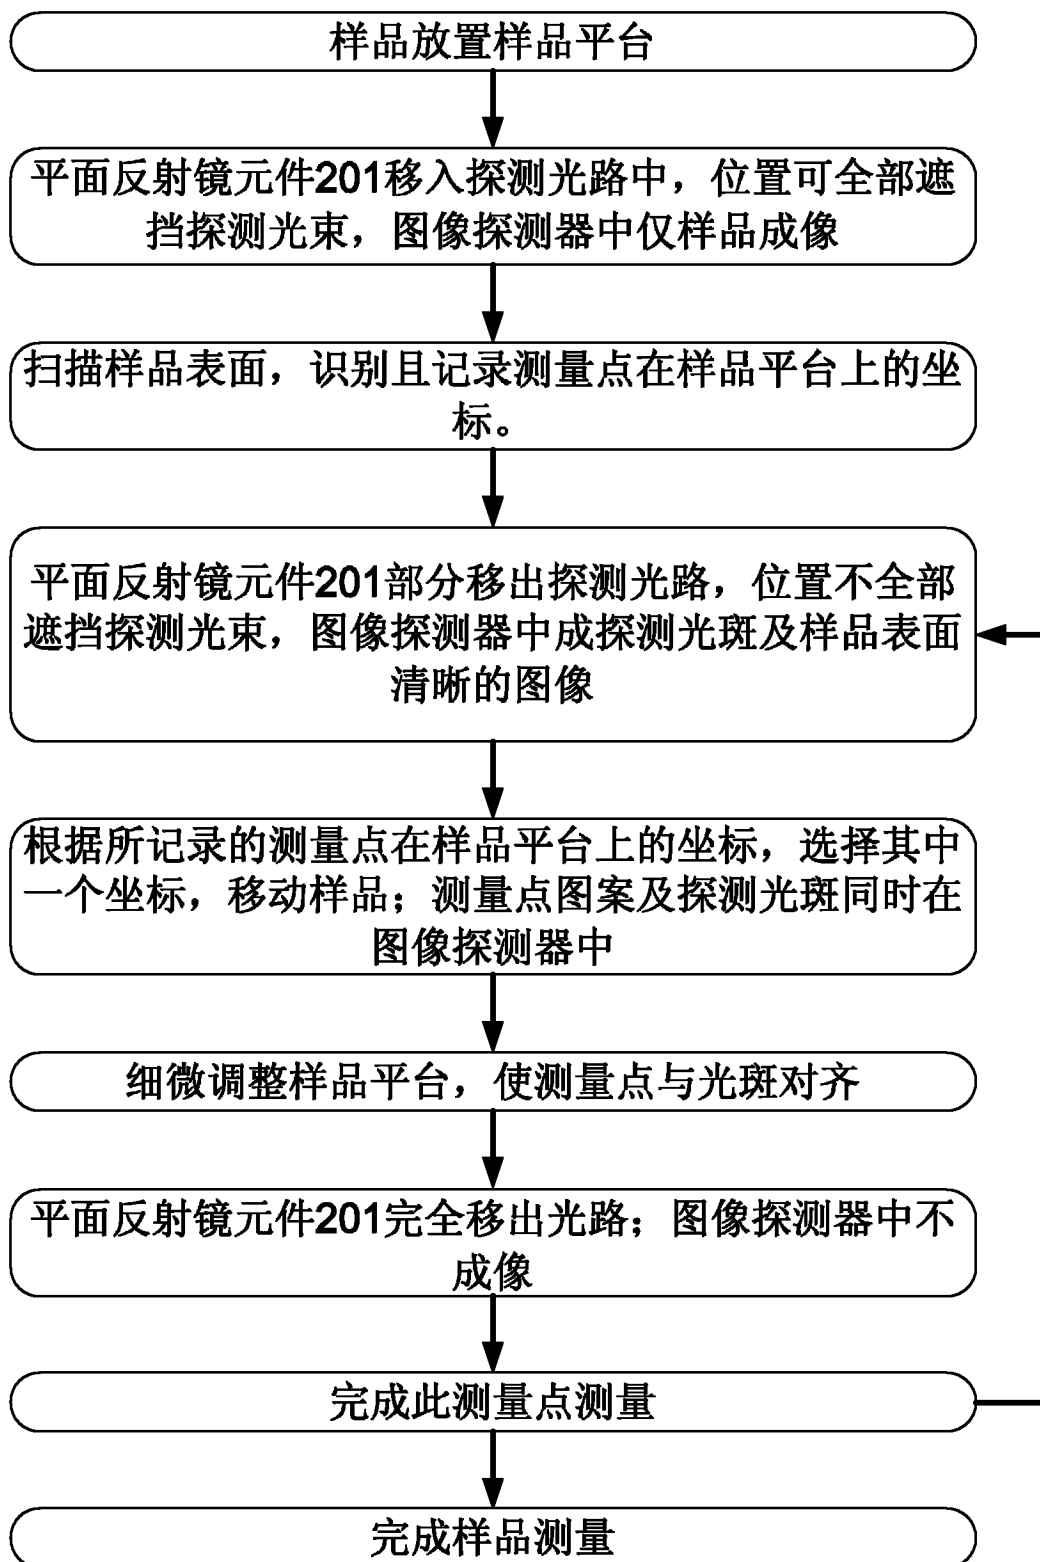 样品放置样品平台
平面反射镜元件201移入探测光路中，位置可全部遮
挡探测光束，图像探测器中仅样品成像
扫描样品表面，识别且记录测量点在样品平台上的坐
标。
平面反射镜元件201部分移出探测光路，位置不全部
遮挡探测光束，图像探测器中成探测光斑及样品表面
清晰的图像
根据所记录的测量点在样品平台上的坐标，选择其中
一个坐标，移动样品；测量点图案及探测光斑同时在
图像探测器中
细微调整样品平台，使测量点与光斑对齐
平面反射镜元件201完全移出光路；图像探测器中不
成像
完成此测量点测量
完成样品测量